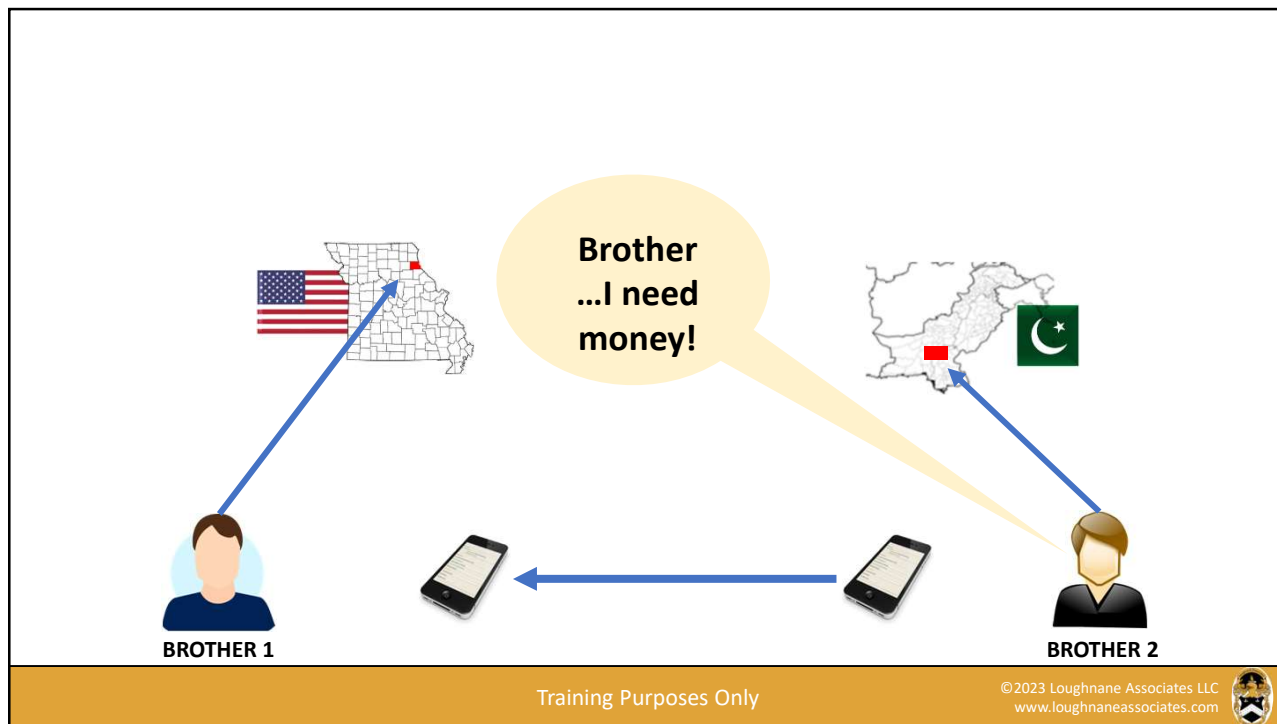 Brother
...I need
money!
BROTHER 1
BROTHER 2
Training Purposes Only
©2023 Loughnane Associates LLC
www.loughnaneassociates.com